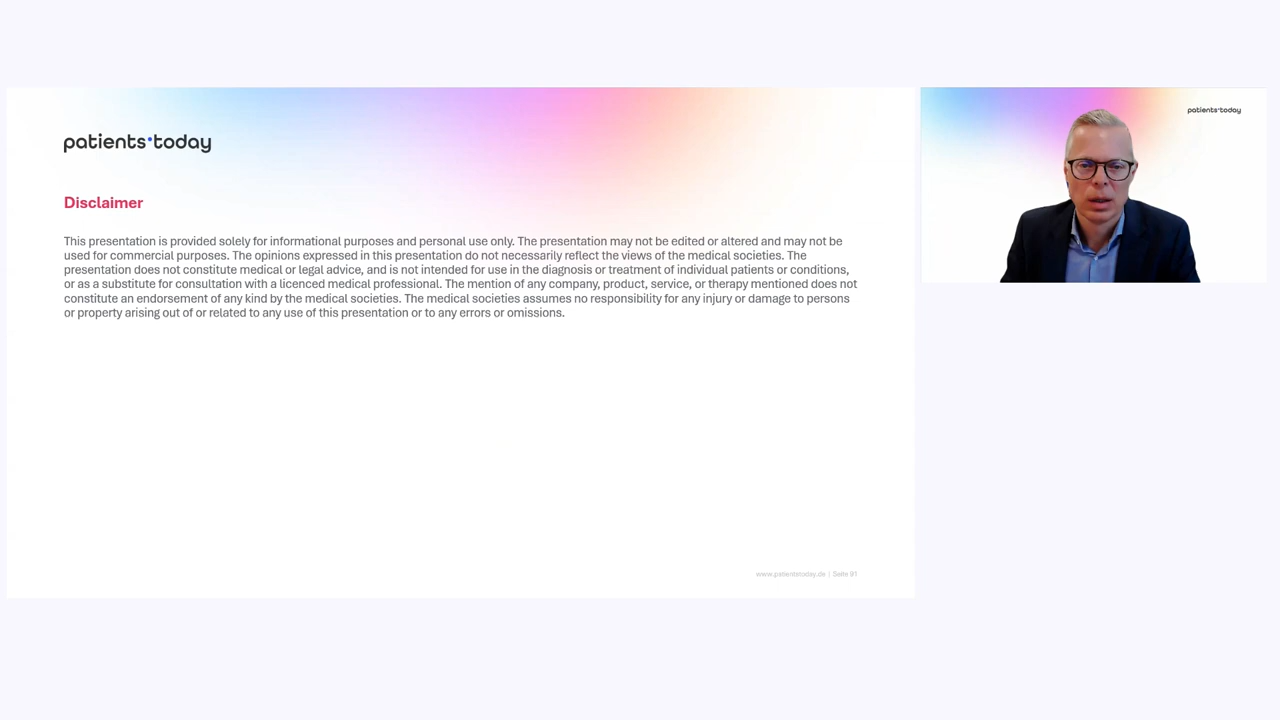 patients•today
patients•today
Disclaimer
This presentation is provided solely for informational purposes and personal use only. The presentation may not be edited or altered and may not be
used for commercial purposes. The opinions expressed in this presentation do not necessarily reflect the views of the medical societies. The
presentation does not constitute medical or legal advice, and is not intended for use in the diagnosis or treatment of individual patients or conditions,
or as a substitute for consultation with a licenced medical professional. The mention of any company, product, service, or therapy mentioned does not
constitute an endorsement of any kind by the medical societies. The medical societies assumes no responsibility for any injury or damage to persons
or property arising out of or related to any use of this presentation or to any errors or omissions.
www.patientstoday.de | Seite 91